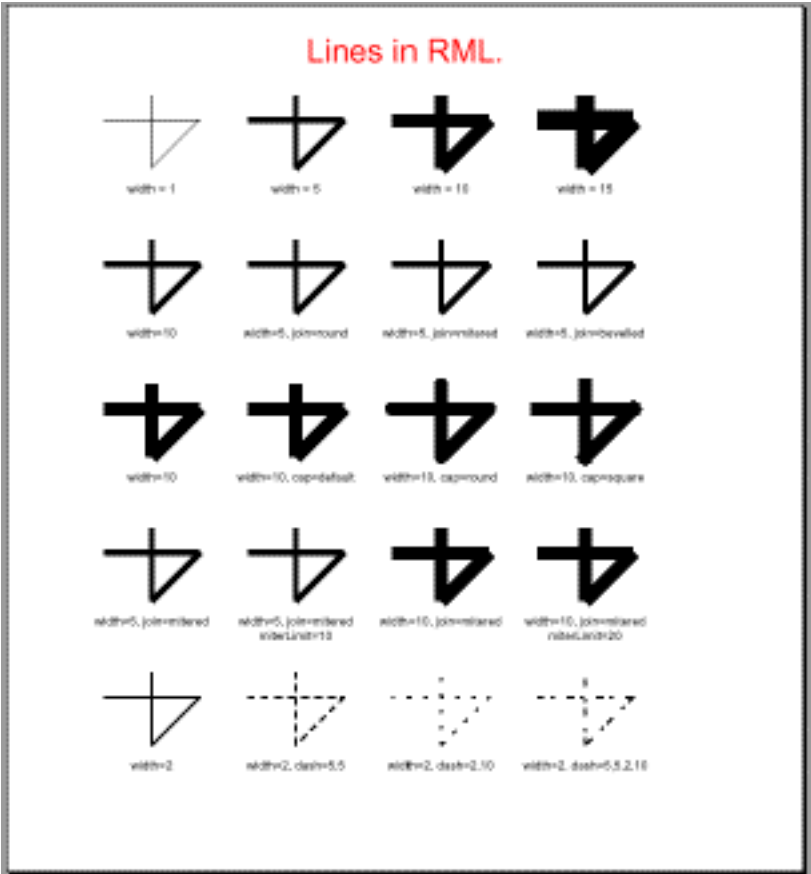 Lines in RML.
width = 1
width = 5
width = 10
width = 15
width=10
width=5, join=round
width=5, join=mitered
width=5, join=bevelled
width=10
width=10, cap=default
width=10, cap=round
width=10, cap=square
width=5, join=mitered
width=5, join=mitered
miterLimit=10
width=10, join=mitered
width=10, join=mitered
miterLimit=20
width=2
width=2, dash=5,5
width=2, dash=2,10
width=2, dash=5,5,2,10